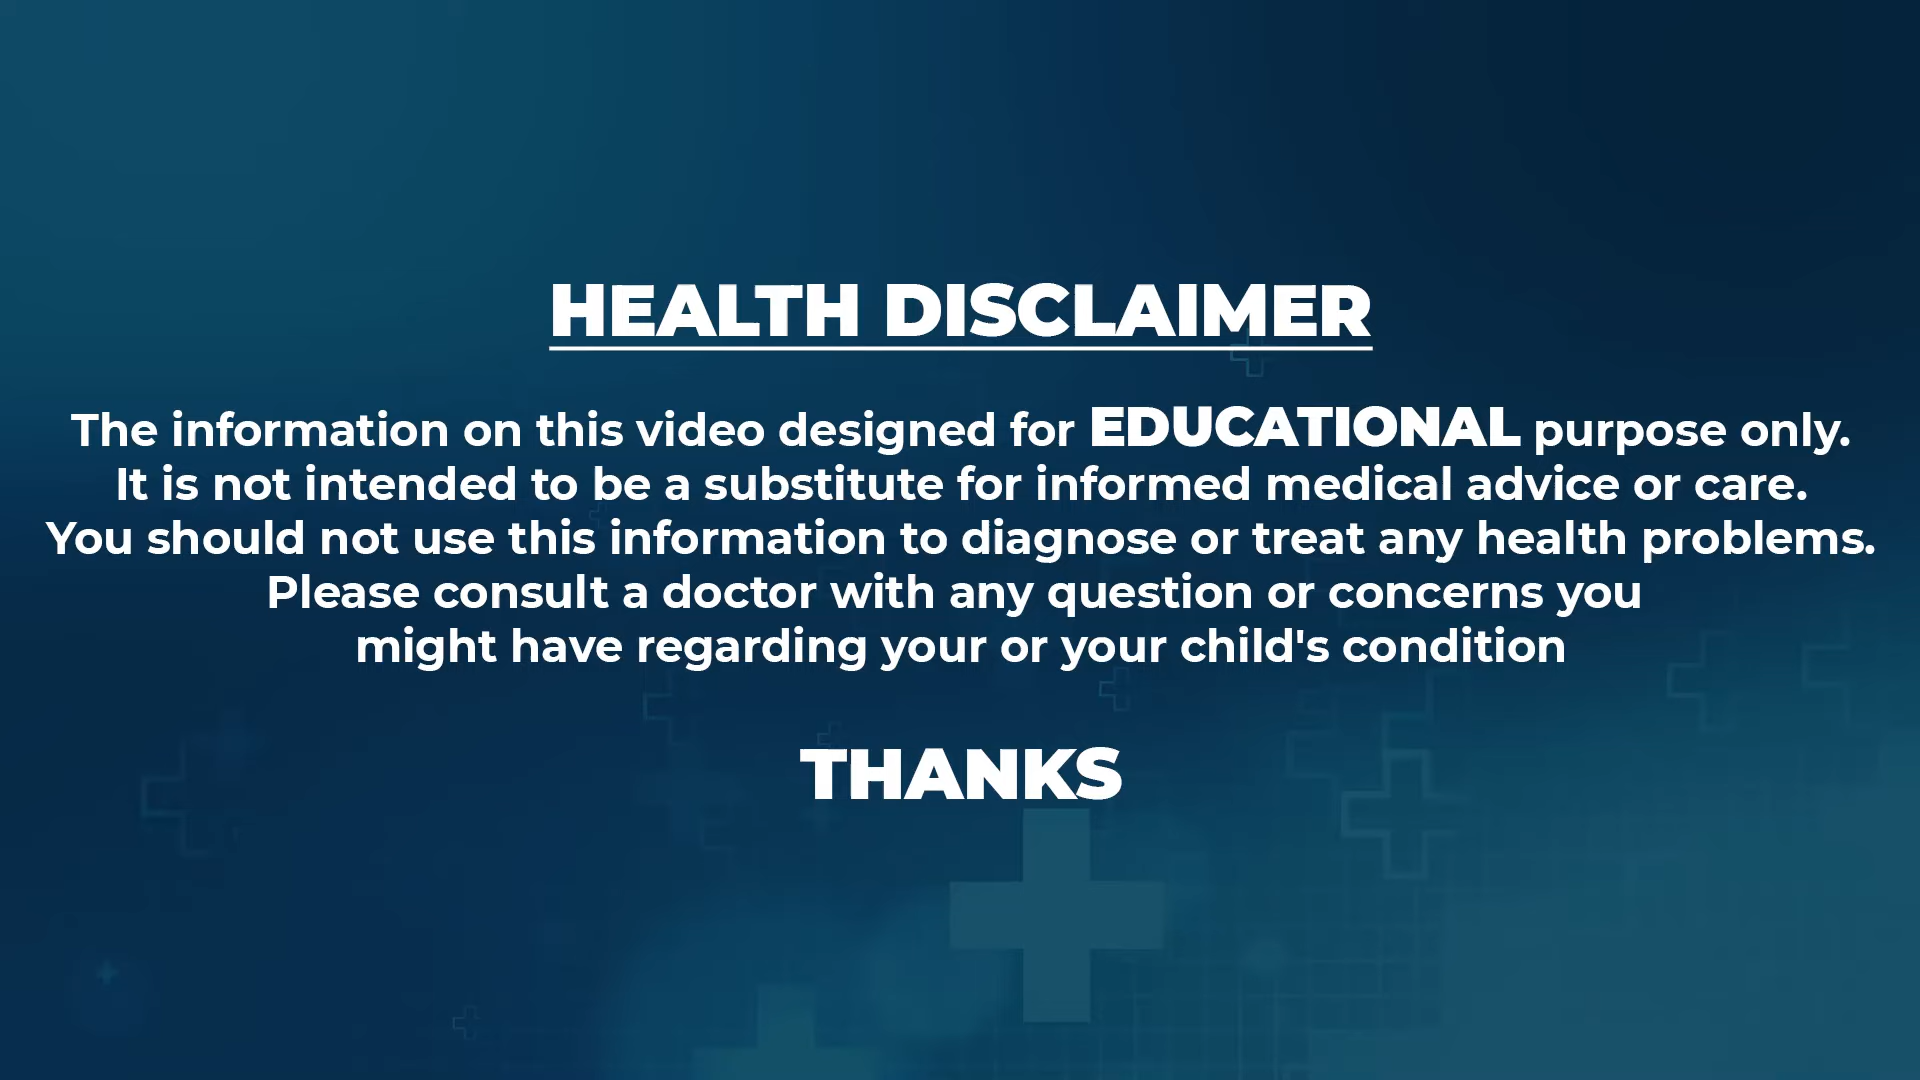 HEALTH DISCLAIMER
The information on this video designed for EDUCATIONAL purpose only.
It is not intended to be a substitute for informed medical advice or care.
You should not use this information to diagnose or treat any health problems.
Please consult a doctor with any question or concerns you
might have regarding your or your child's condition
THANKS